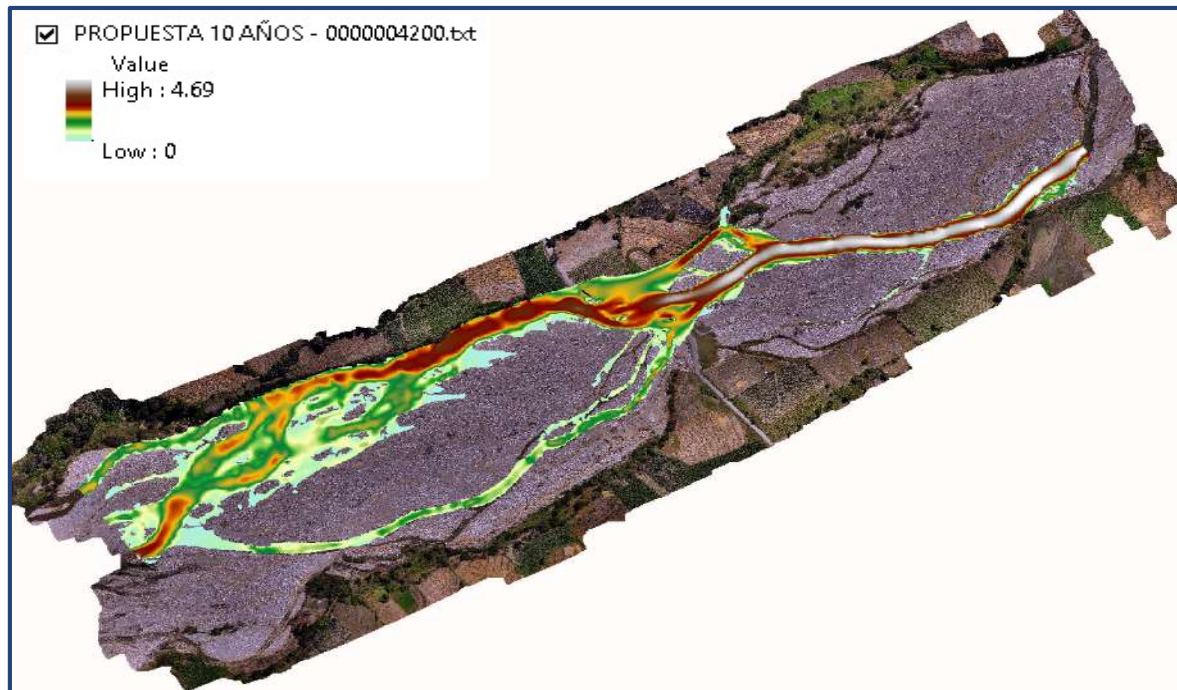 PROPUESTA 10 AÑOS - 0000004200.txt
Value
High : 4.69
Low : 0